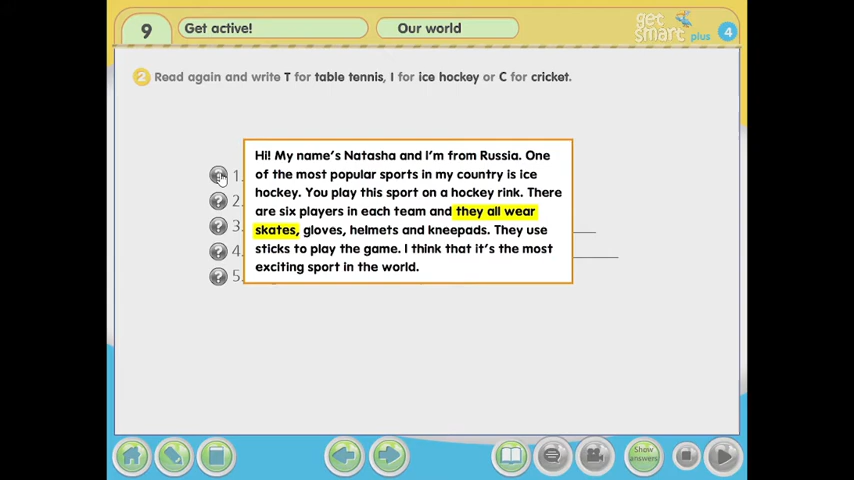 9 Get active! Our world
get smart plus 4
2 Read again and write T for table tennis, I for ice hockey or C for cricket.
Hi! My name's Natasha and I'm from Russia. One
of the most popular sports in my country is ice
hockey. You play this sport on a hockey rink. There
are six players in each team and they all wear
skates, gloves, helmets and kneepads. They use
sticks to play the game. I think that it's the most
exciting sport in the world.
1.
? 2.
? 3.
? 4.
? 5.
Show
answers